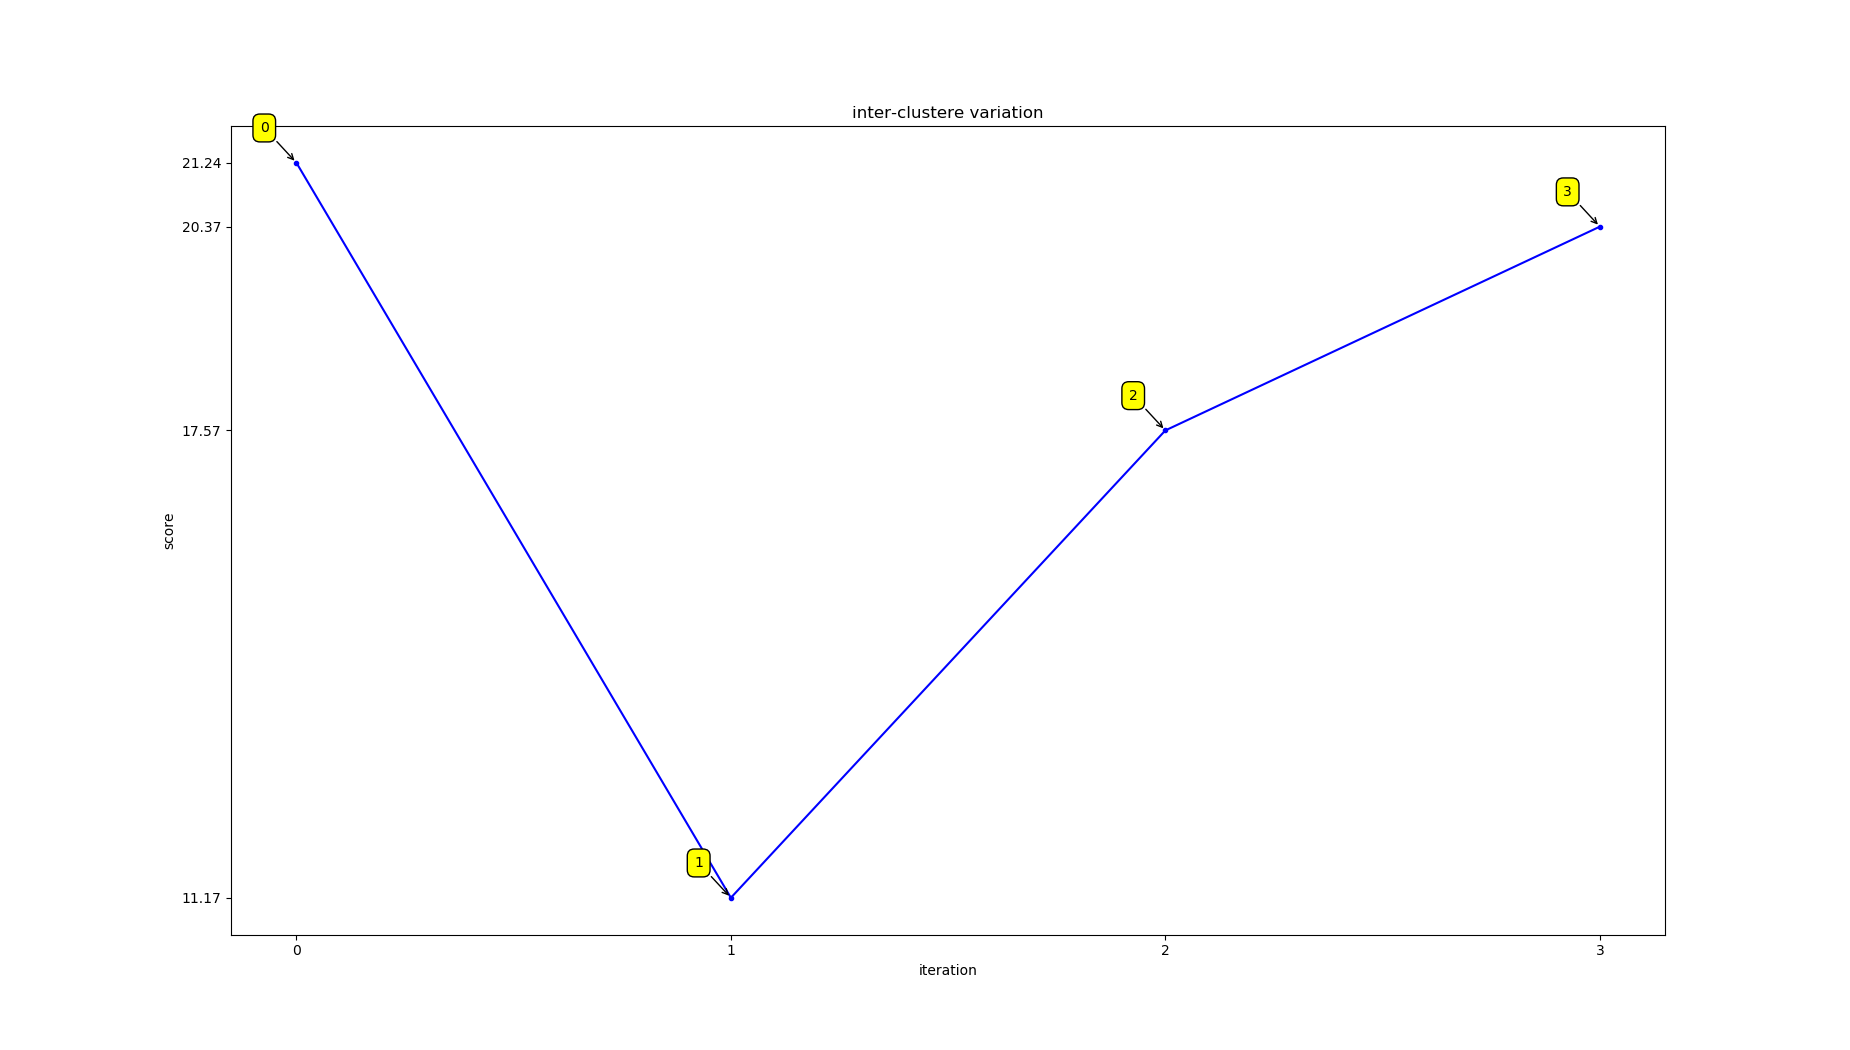 inter-clustere variation
0
21.24
3
20.37
2
17.57
score
1
11.17
0 1 2 3
iteration